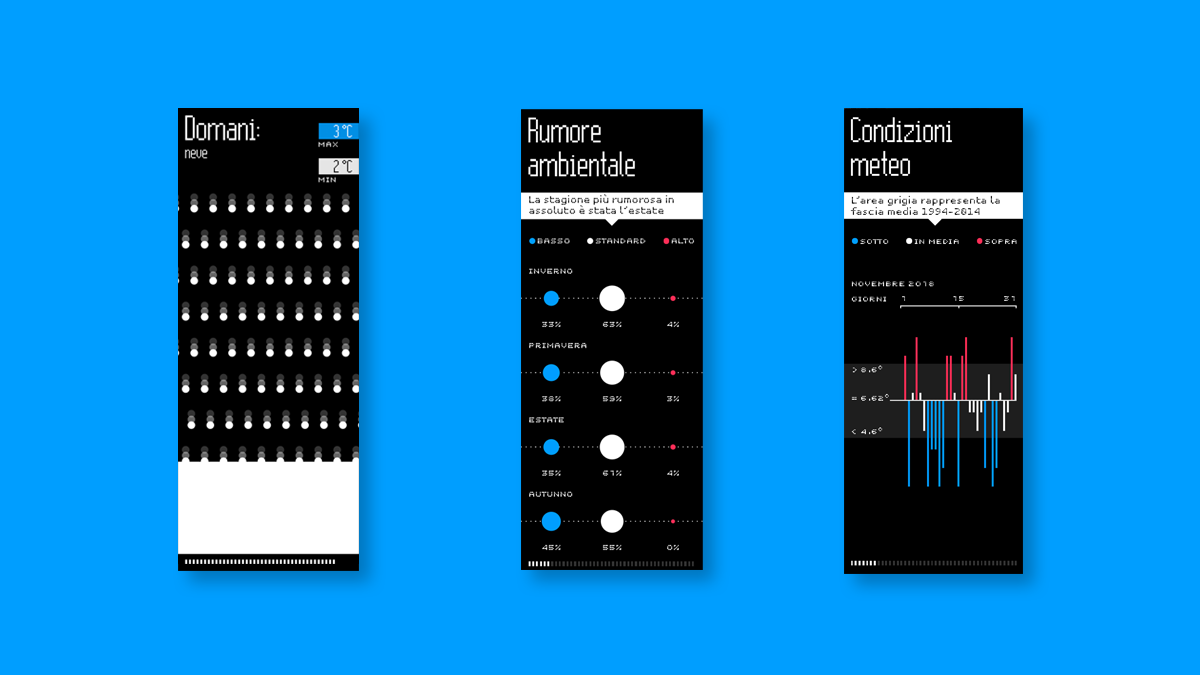 Domani:
neve
3°C
MAX
2°C
MIN
Rumore
ambientale
La stagione più rumorosa in
assoluto è stata l'estate
BASSO STANDARD ALTO
INVERNO
33% 63% 4%
PRIMAVERA
38% 59% 3%
ESTATE
35% 61% 4%
AUTUNNO
45% 55% 0%
Condizioni
meteo
L'area grigia rappresenta la
fascia media 1994-2014
SOTTO IN MEDIA SOPRA
NOVEMBRE 2018
GIORNI 1 15 31
> 8.6°
= 6.62°
< 4.6°